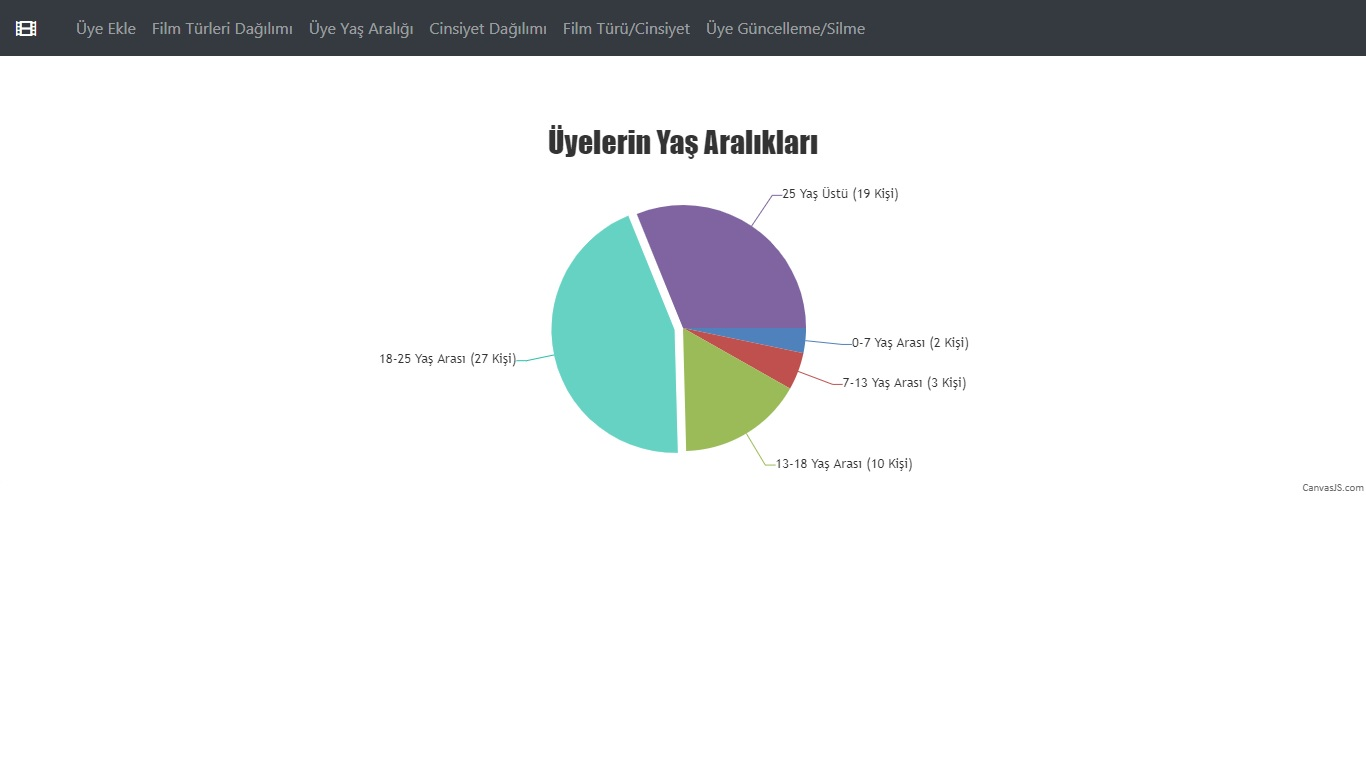 Üye Ekle Film Türleri Dağılımı Üye Yaş Aralığı Cinsiyet Dağılımı Film Türü/Cinsiyet Üye Güncelleme/Silme
Üyelerin Yaş Aralıkları
25 Yaş Üstü (19 Kişi)
0-7 Yaş Arası (2 Kişi)
18-25 Yaş Arası (27 Kişi)
7-13 Yaş Arası (3 Kişi)
13-18 Yaş Arası (10 Kişi)
CanvasJS.com